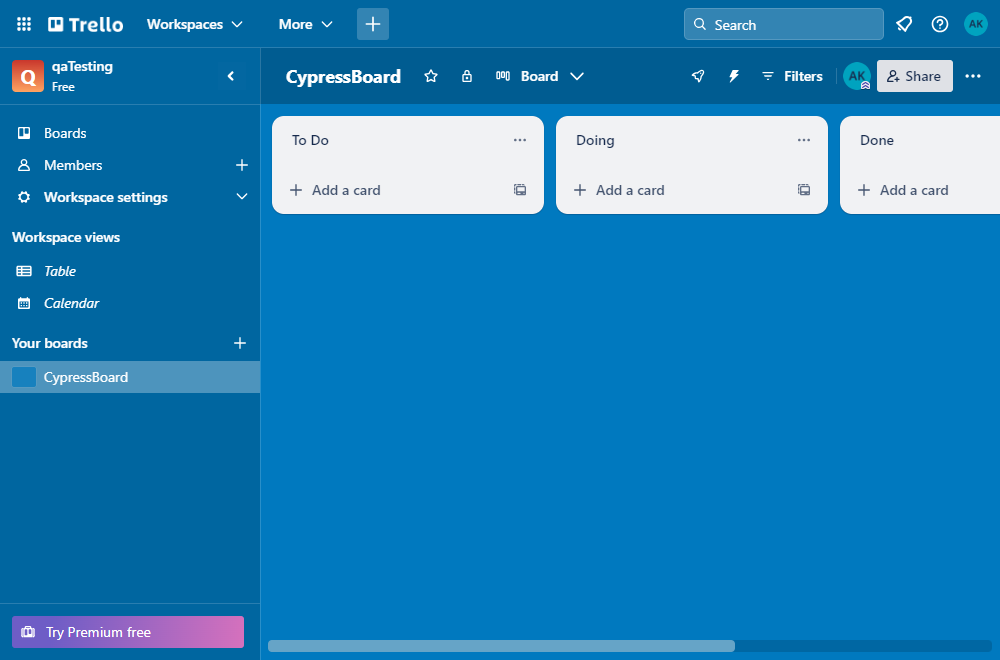 Trello
Workspaces
More
Search
AK
Q
qaTesting
Free
CypressBoard
Board
Filters
AK
Share
Boards
Members
Workspace settings
Workspace views
Table
Calendar
Your boards
CypressBoard
To Do
Add a card
Doing
Add a card
Done
Add a card
Try Premium free